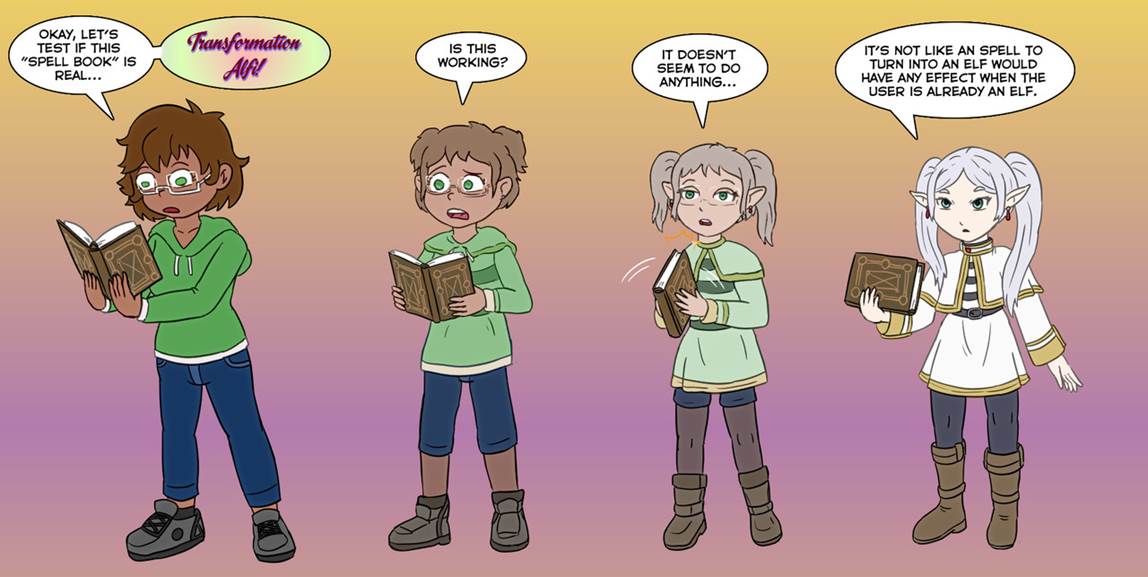 OKAY, LET'S
TEST IF THIS
"SPELL BOOK" IS
REAL...
Transformation
Alfi!
IS THIS
WORKING?
IT DOESN'T
SEEM TO DO
ANYTHING...
IT'S NOT LIKE AN SPELL TO
TURN INTO AN ELF WOULD
HAVE ANY EFFECT WHEN THE
USER IS ALREADY AN ELF.